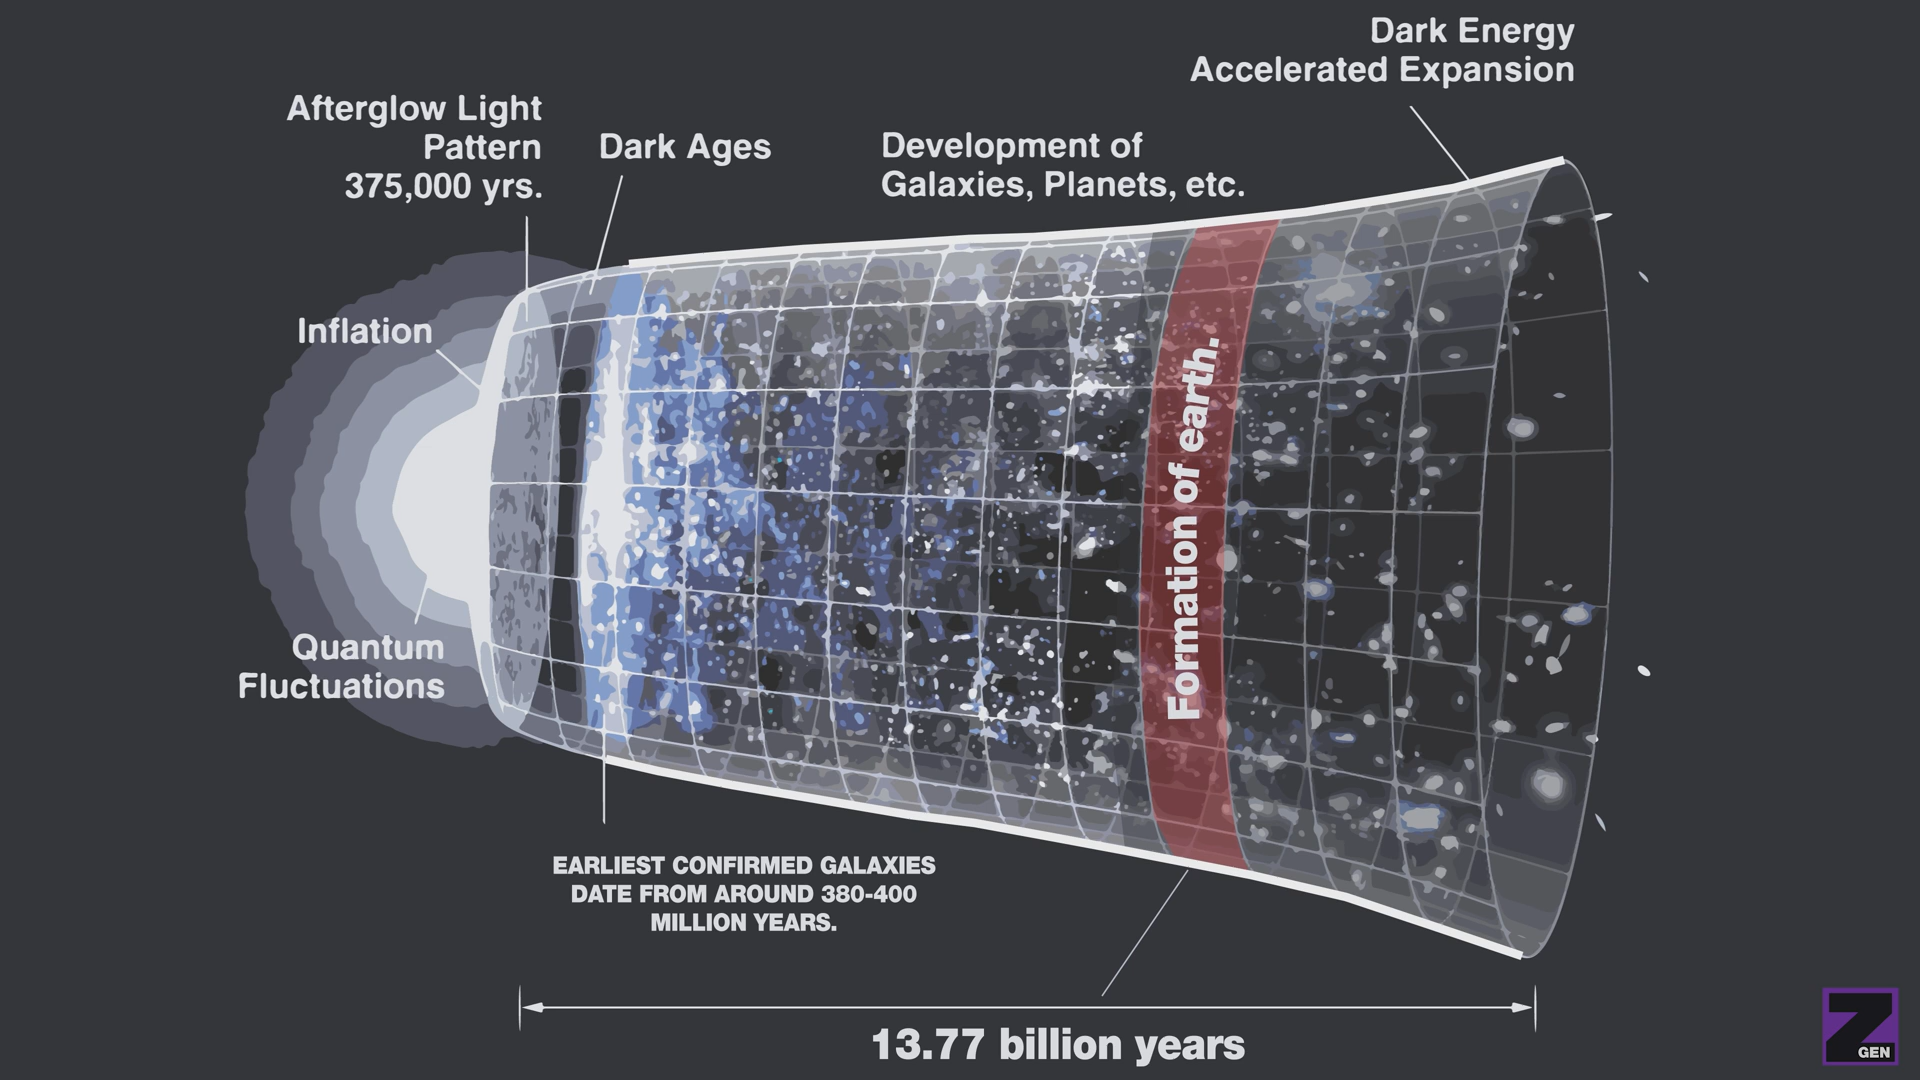 Dark Energy
Accelerated Expansion
Afterglow Light
Pattern
375,000 yrs.
Dark Ages
Development of
Galaxies, Planets, etc.
Inflation
Formation of earth.
Quantum
Fluctuations
EARLIEST CONFIRMED GALAXIES
DATE FROM AROUND 380-400
MILLION YEARS.
13.77 billion years
Z
GEN